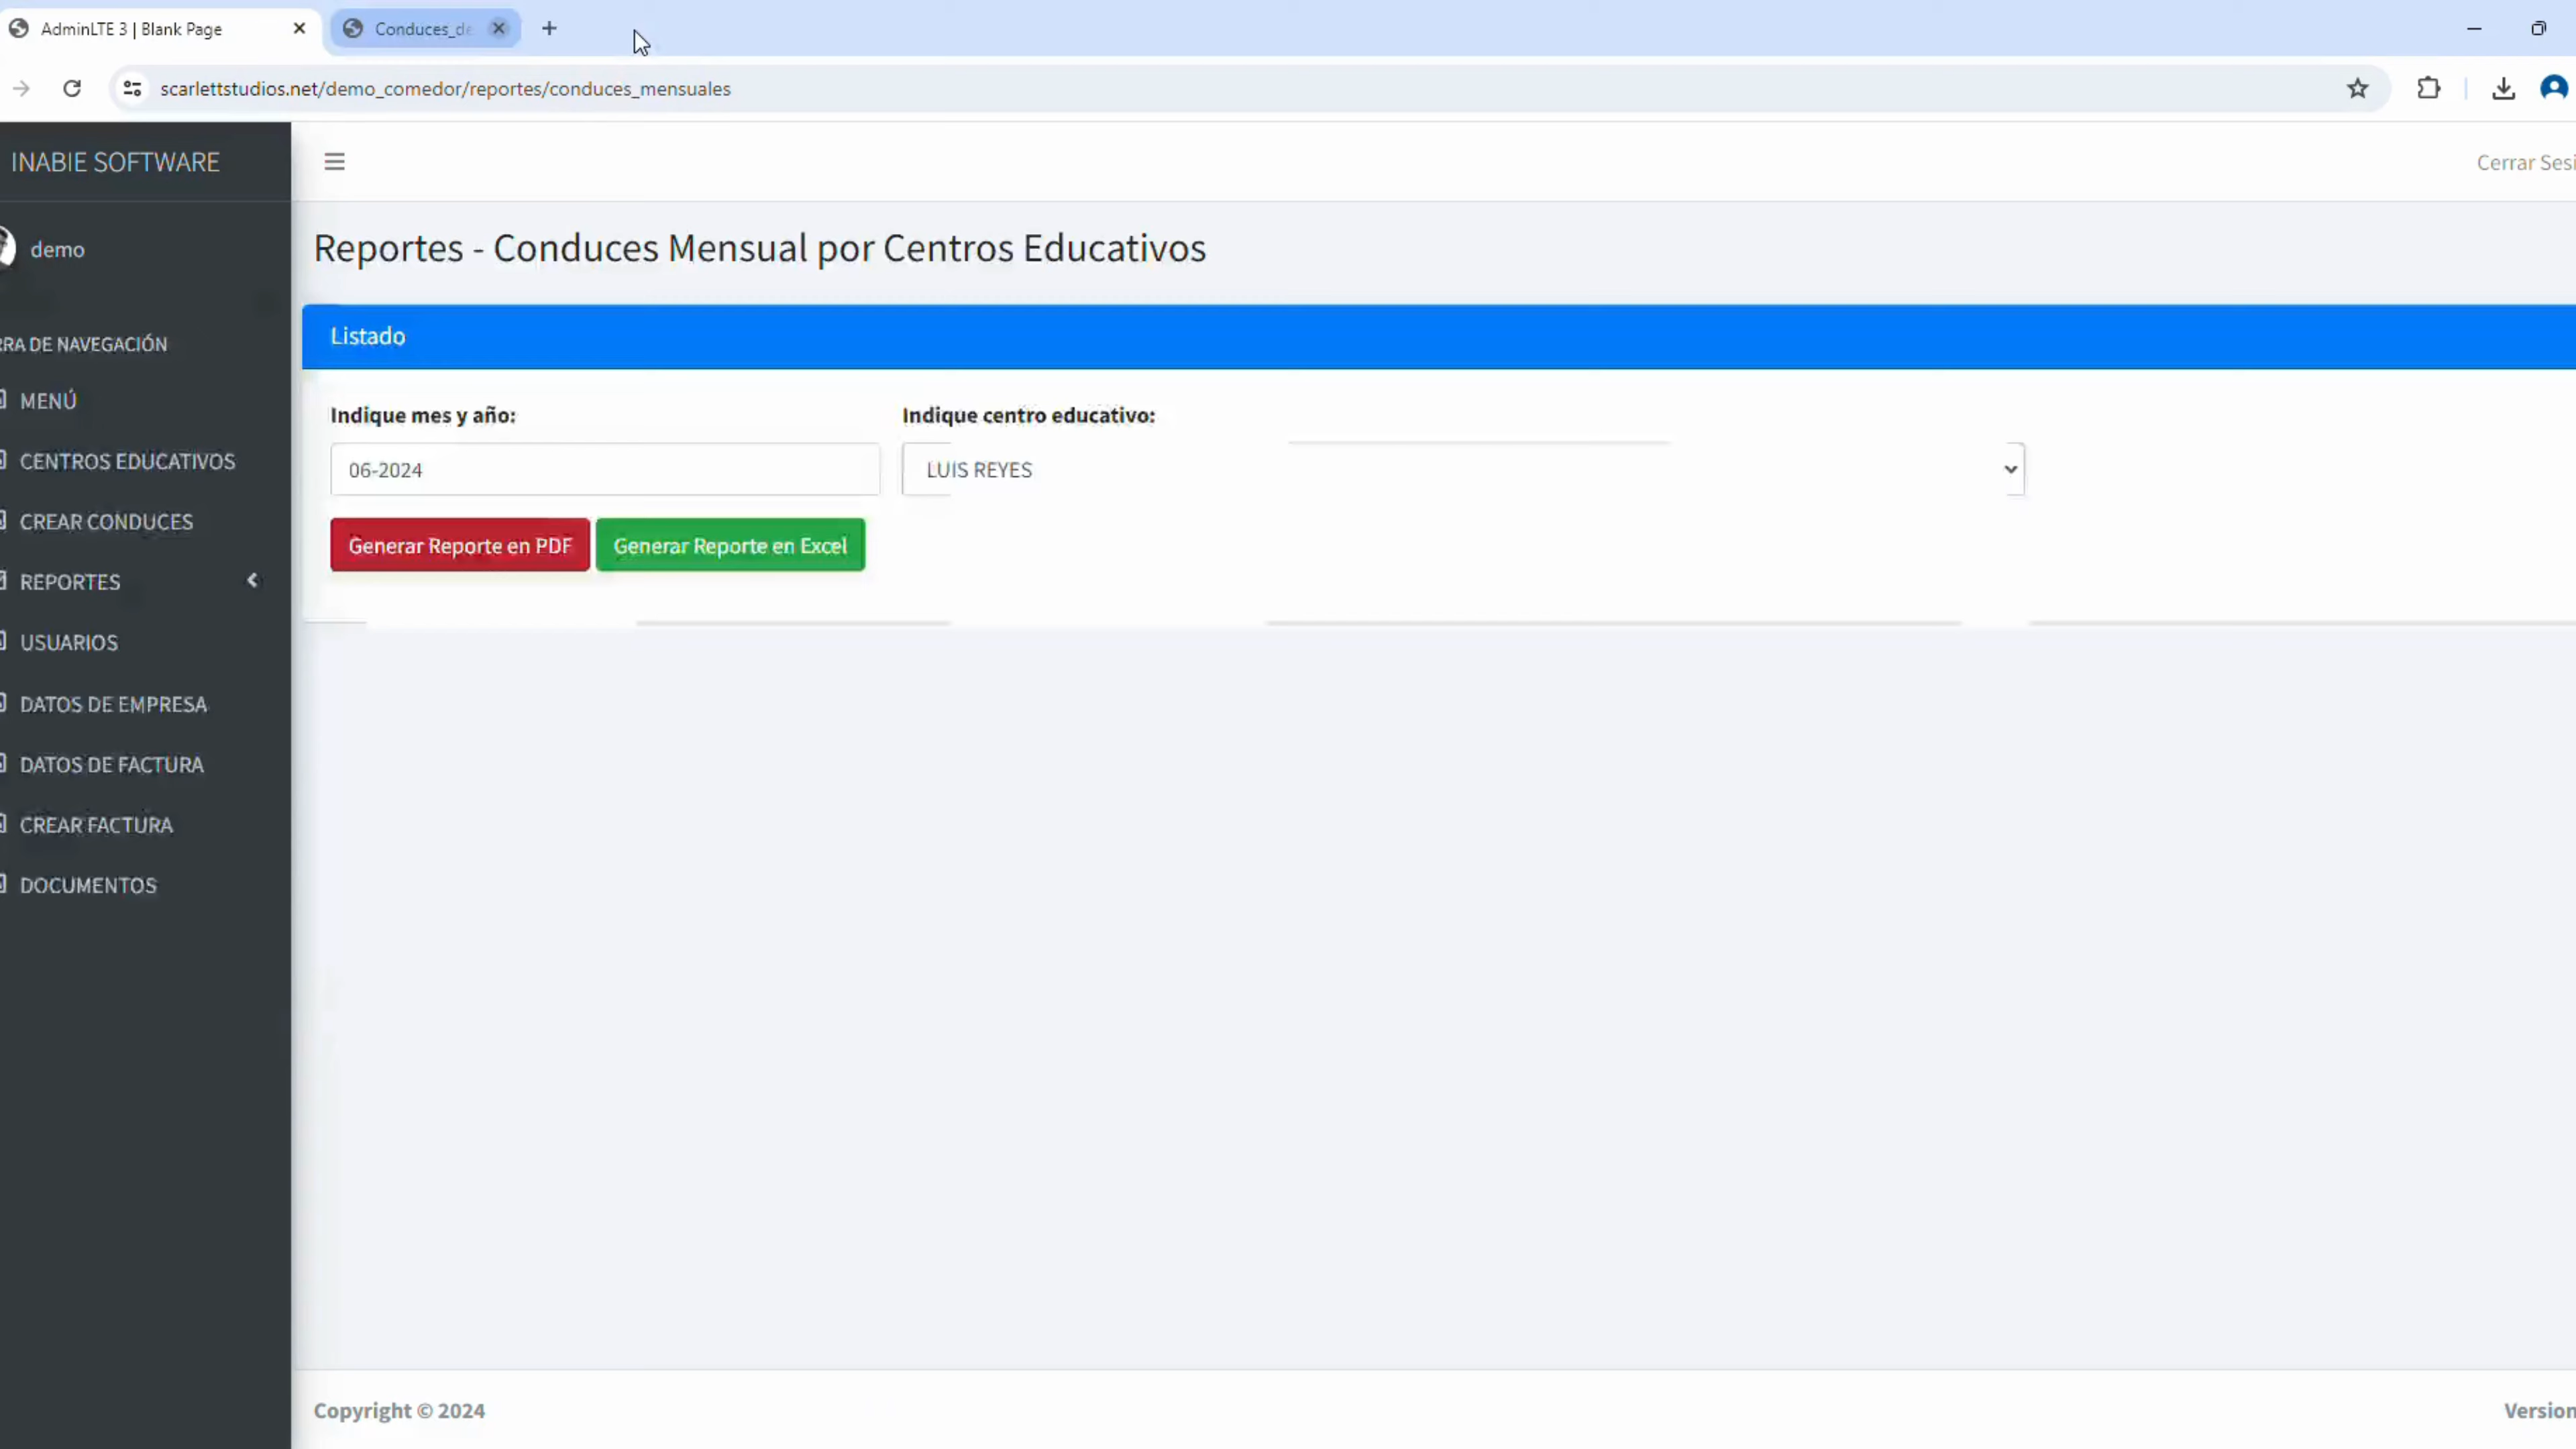 AdminLTE 3 | Blank Page
Conduces_de
scarlettstudios.net/demo_comedor/reportes/conduces_mensuales
INABIE SOFTWARE
Cerrar Sesi
demo
Reportes - Conduces Mensual por Centros Educativos
RRA DE NAVEGACIÓN
Listado
MENÚ
Indique mes y año:
Indique centro educativo:
CENTROS EDUCATIVOS
06-2024
LUIS REYES
CREAR CONDUCES
Generar Reporte en PDF
Generar Reporte en Excel
REPORTES
USUARIOS
DATOS DE EMPRESA
DATOS DE FACTURA
CREAR FACTURA
DOCUMENTOS
Copyright © 2024
Version